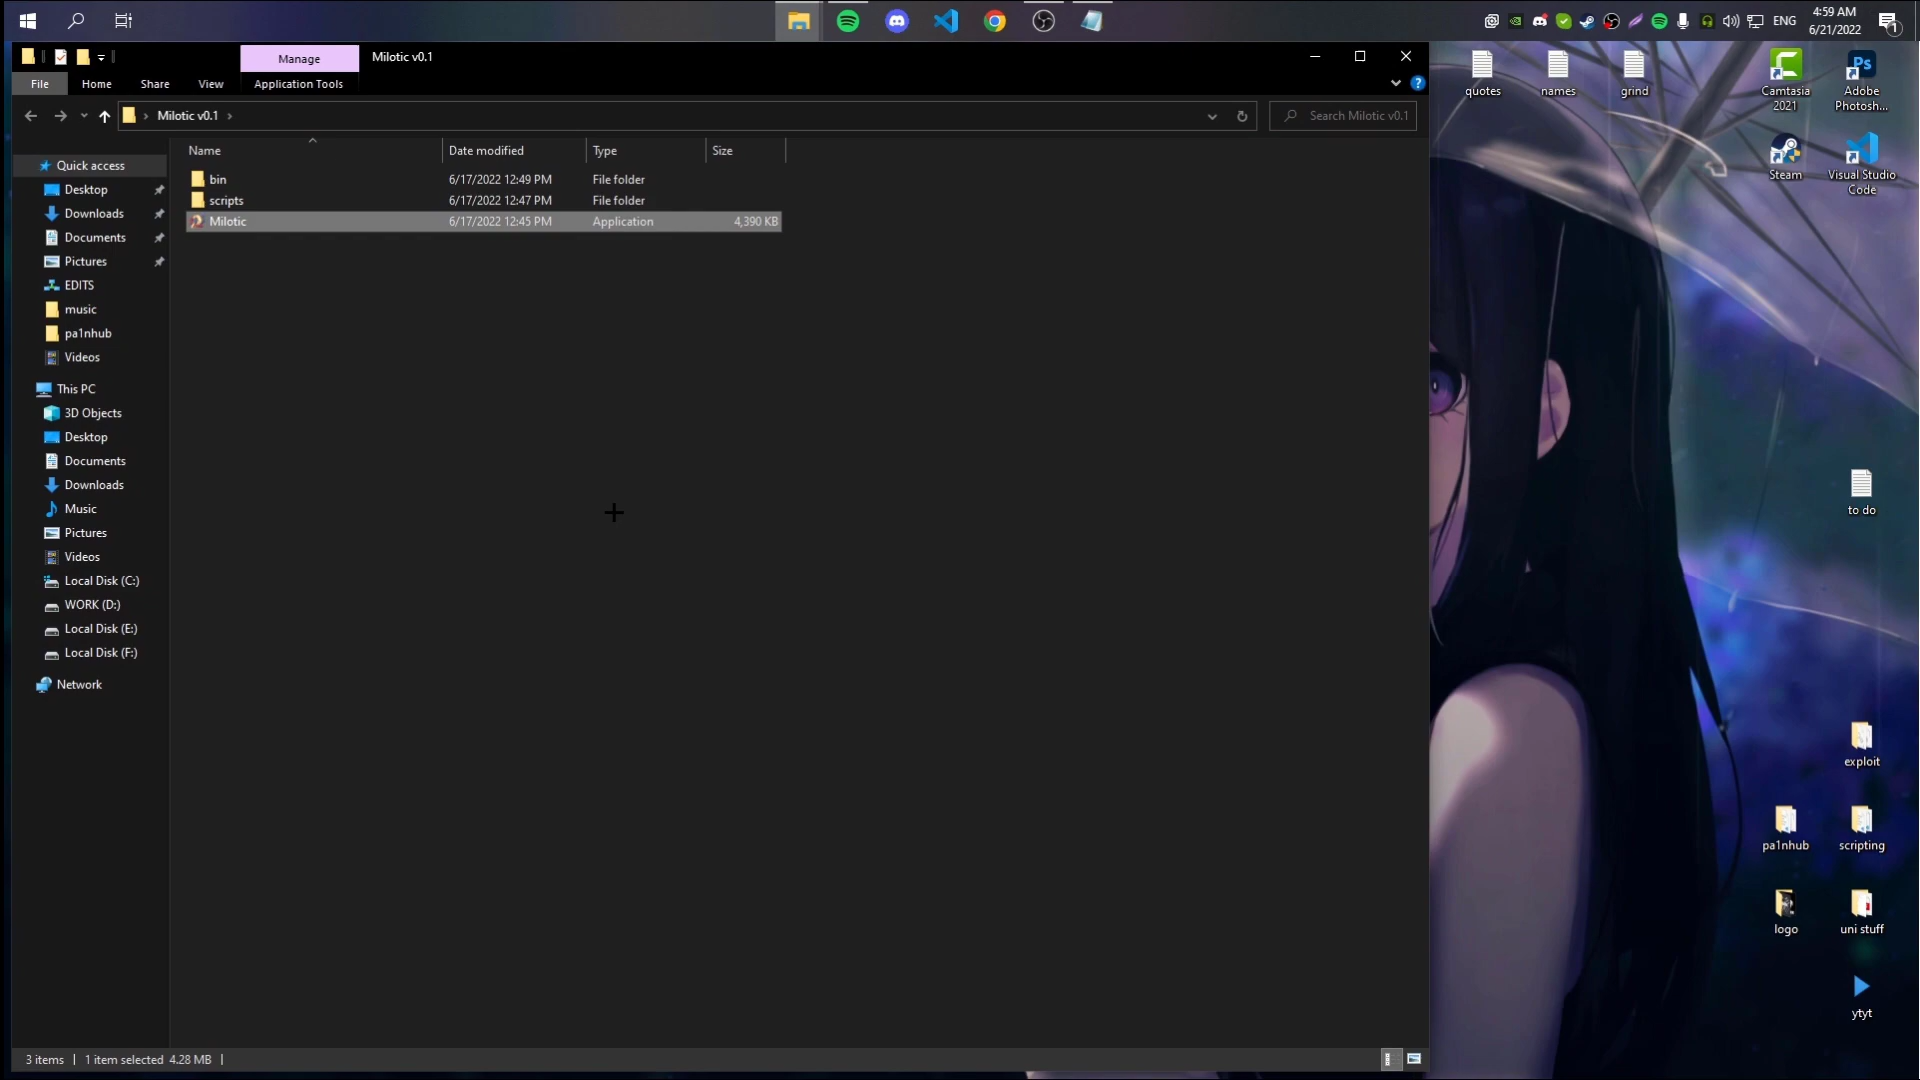 ENG
4:59 AM
6/21/2022
1
Manage
Milotic v0.1
File
Home
Share
View
Application Tools
Milotic v0.1
Search Milotic v0.1
Name
Date modified
Type
Size
bin
6/17/2022 12:49 PM
File folder
scripts
6/17/2022 12:47 PM
File folder
Milotic
6/17/2022 12:45 PM
Application
4,390 KB
Quick access
Desktop
Downloads
Documents
Pictures
EDITS
music
pa1nhub
Videos
This PC
3D Objects
Desktop
Documents
Downloads
Music
Pictures
Videos
Local Disk (C:)
WORK (D:)
Local Disk (E:)
Local Disk (F:)
Network
3 items
1 item selected 4.28 MB
quotes
names
grind
Camtasia
2021
Ps
Adobe
Photosh...
Steam
Visual Studio
Code
to do
exploit
pa1nhub
scripting
logo
uni stuff
ytyt